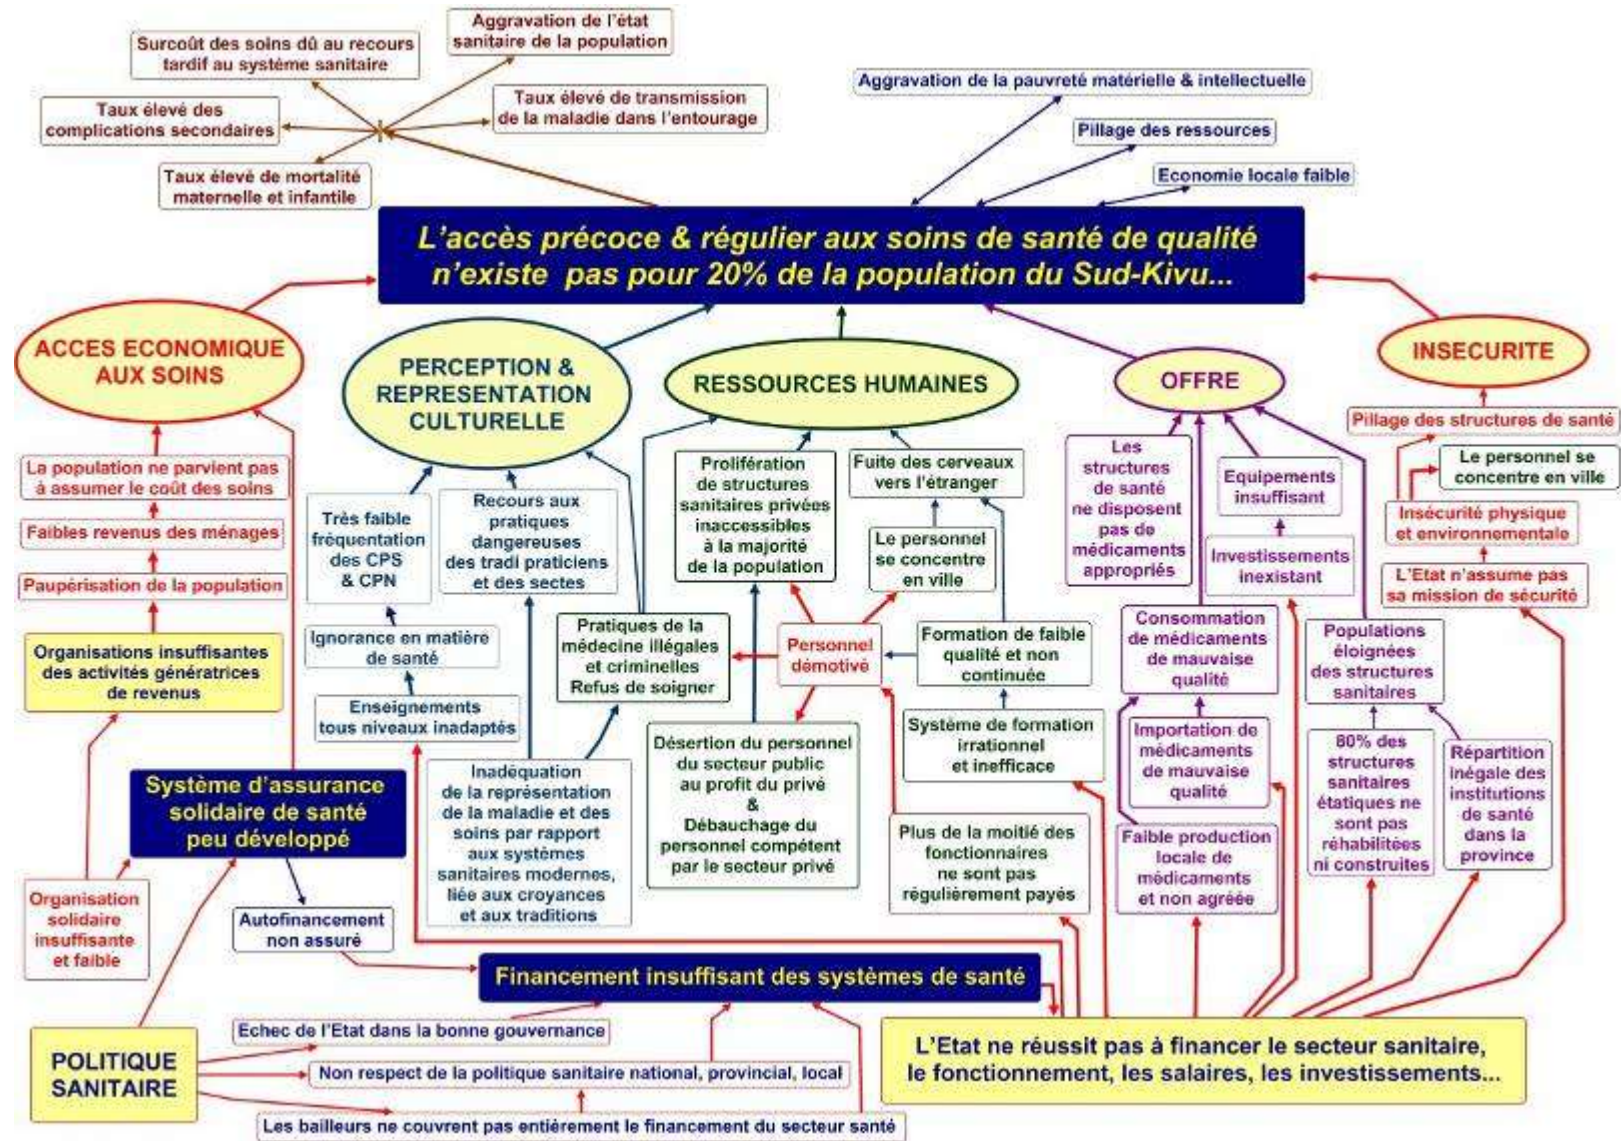 Aggravation de l'état
sanitaire de la population
Surcoût des soins dû au recours
tardif au système sanitaire
Taux élevé des
complications secondaires
Taux élevé de transmission
de la maladie dans l'entourage
Taux élevé de mortalité
maternelle et infantile
Aggravation de la pauvreté matérielle & intellectuelle
Pillage des ressources
Economie locale faible
L'accès précoce & régulier aux soins de santé de qualité
n'existe pas pour 20% de la population du Sud-Kivu...
ACCES ECONOMIQUE
AUX SOINS
PERCEPTION &
REPRESENTATION
CULTURELLE
RESSOURCES HUMAINES
OFFRE
INSECURITE
La population ne parvient pas
à assumer le coût des soins
Faibles revenus des ménages
Paupérisation de la population
Organisations insuffisantes
des activités génératrices
de revenus
Système d'assurance
solidaire de santé
peu développé
Organisation
solidaire
insuffisante
et faible
Autofinancement
non assuré
Très faible
fréquentation
des CPS
& CPN
Recours aux
pratiques
dangereuses
des tradi praticiens
et des sectes
Ignorance en matière
de santé
Enseignements
tous niveaux inadaptés
Inadéquation
de la représentation
de la maladie et des
soins par rapport
aux systèmes
sanitaires modernes,
liée aux croyances
et aux traditions
Pratiques de la
médecine illégales
et criminelles
Refus de soigner
Prolifération
de structures
sanitaires privées
inaccessibles
à la majorité
de la population
Fuite des cerveaux
vers l'étranger
Le personnel
se concentre
en ville
Personnel
démotivé
Formation de faible
qualité et non
continuée
Désertion du personnel
du secteur public
au profit du privé
&
Débauchage du
personnel compétent
par le secteur privé
Système de formation
irrationnel
et inefficace
Plus de la moitié des
fonctionnaires
ne sont pas
régulièrement payés
Les
structures
de santé
ne disposent
pas de
médicaments
appropriés
Equipements
insuffisant
Investissements
inexistant
Consommation
de médicaments
de mauvaise
qualité
Importation de
médicaments
de mauvaise
qualité
Faible production
locale de
médicaments
et non agréée
Populations
éloignées
des structures
sanitaires
80% des
structures
sanitaires
étatiques ne
sont pas
réhabilitées
ni construites
Répartition
inégale des
institutions
de santé
dans la
province
Pillage des structures de santé
Le personnel se
concentre en ville
Insécurité physique
et environnementale
L'Etat n'assume pas
sa mission de sécurité
Financement insuffisant des systèmes de santé
POLITIQUE
SANITAIRE
Echec de l'Etat dans la bonne gouvernance
Non respect de la politique sanitaire national, provincial, local
Les bailleurs ne couvrent pas entièrement le financement du secteur santé
L'Etat ne réussit pas à financer le secteur sanitaire,
le fonctionnement, les salaires, les investissements...